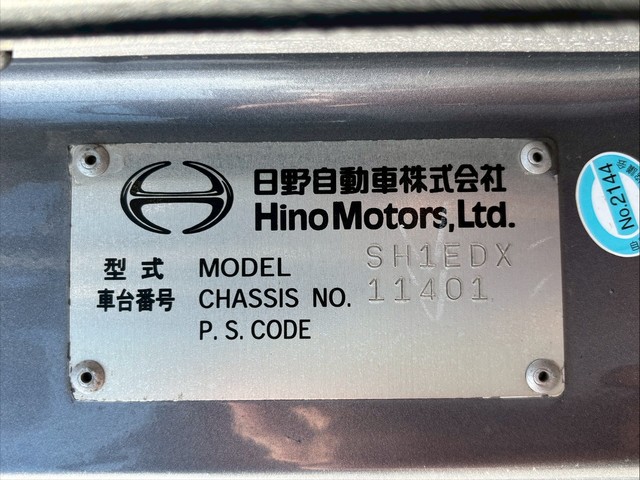 日野自動車株式会社
Hino Motors, Ltd.
型式 MODEL SH1EDX
車台番号 CHASSIS NO. 11401
P. S. CODE
No.2144